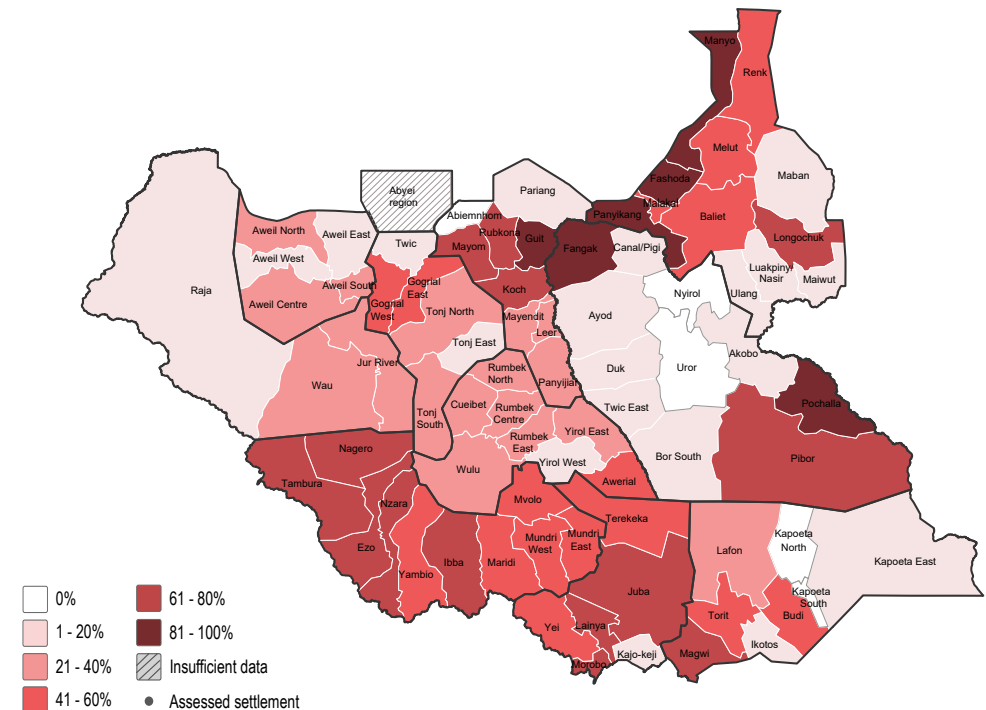 Manyo
Renk
Melut
Maban
Fashoda
Malakal
Panyikang
Baliet
Longochuk
Abyei
region
Pariang
Abiemnhom
Rubkona
Guit
Mayom
Fangak
Canal/Pigi
Luakpiny/
Nasir
Maiwut
Ulang
Nyirol
Aweil North
Aweil East
Aweil West
Twic
Aweil South
Aweil Centre
Raja
Gogrial
East
Gogrial
West
Koch
Mayendit
Leer
Tonj North
Tonj East
Ayod
Akobo
Uror
Duk
Jur River
Wau
Rumbek
North
Panyijiar
Pochalla
Twic East
Tonj
South
Cueibet
Rumbek
Centre
Rumbek
East
Yirol East
Yirol West
Wulu
Awerial
Bor South
Pibor
Nagero
Tambura
Nzara
Mvolo
Terekeka
Mundri
West
Mundri
East
Ezo
Yambio
Ibba
Maridi
Lafon
Kapoeta
North
Kapoeta East
Juba
Kapoeta
South
Torit
Budi
Yei
Lainya
Ikotos
Kajo-keji
Magwi
Morobo
0%
1 - 20%
21 - 40%
41 - 60%
61 - 80%
81 - 100%
Insufficient data
Assessed settlement